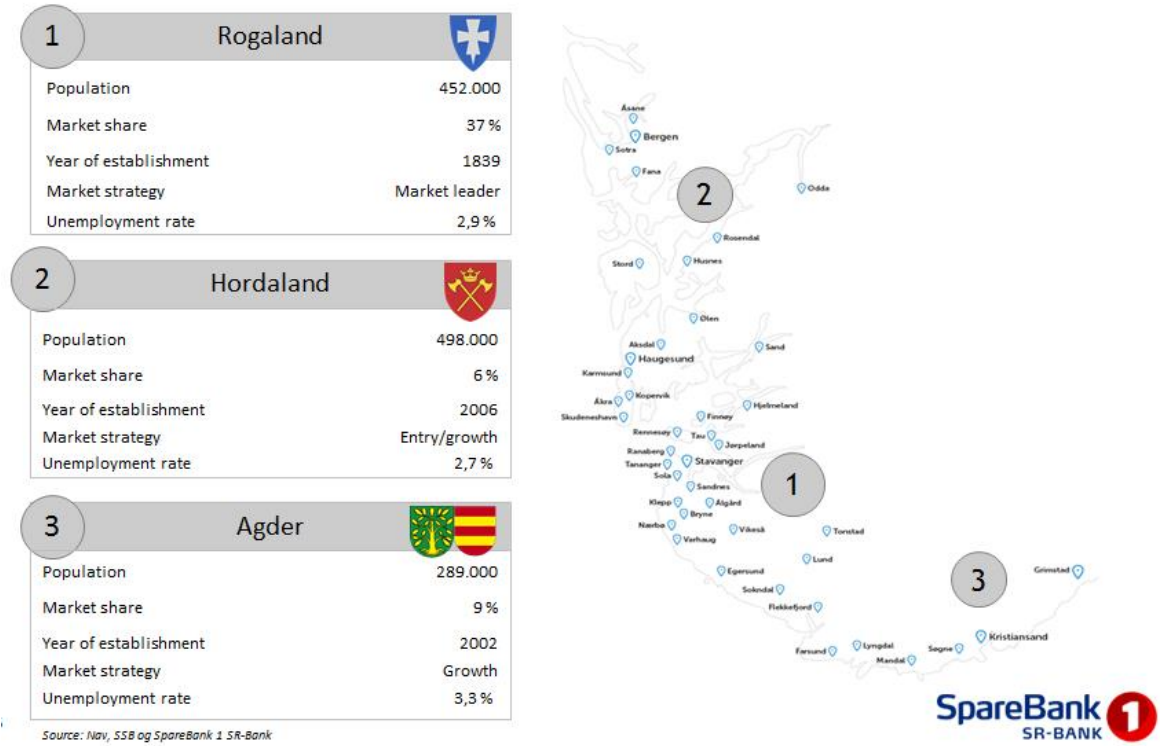 1
Rogaland
Population 452.000
Market share 37 %
Year of establishment 1839
Market strategy Market leader
Unemployment rate 2,9 %
2
Hordaland
Population 498.000
Market share 6 %
Year of establishment 2006
Market strategy Entry/growth
Unemployment rate 2,7 %
3
Agder
Population 289.000
Market share 9 %
Year of establishment 2002
Market strategy Growth
Unemployment rate 3,3 %
Source: Nav, SSB og SpareBank 1 SR-Bank
Åsane
Bergen
Sotra
Fana
2
Odda
Rosendal
Stord
Husnes
Ølen
Aksdal
Sand
Haugesund
Karmsund
Kopervik
Åkra
Hjelmeland
Skudeneshavn
Finnøy
Rennesøy
Tau
Jørpeland
Randaberg
Stavanger
Tananger
Sola
1
Sandnes
Klepp
Ålgård
Bryne
Nærbø
Vikeså
Tonstad
Varhaug
Lund
Egersund
3
Grimstad
Sokndal
Flekkefjord
Kristiansand
Farsund
Lyngdal
Søgne
Mandal
SpareBank 1
SR-BANK